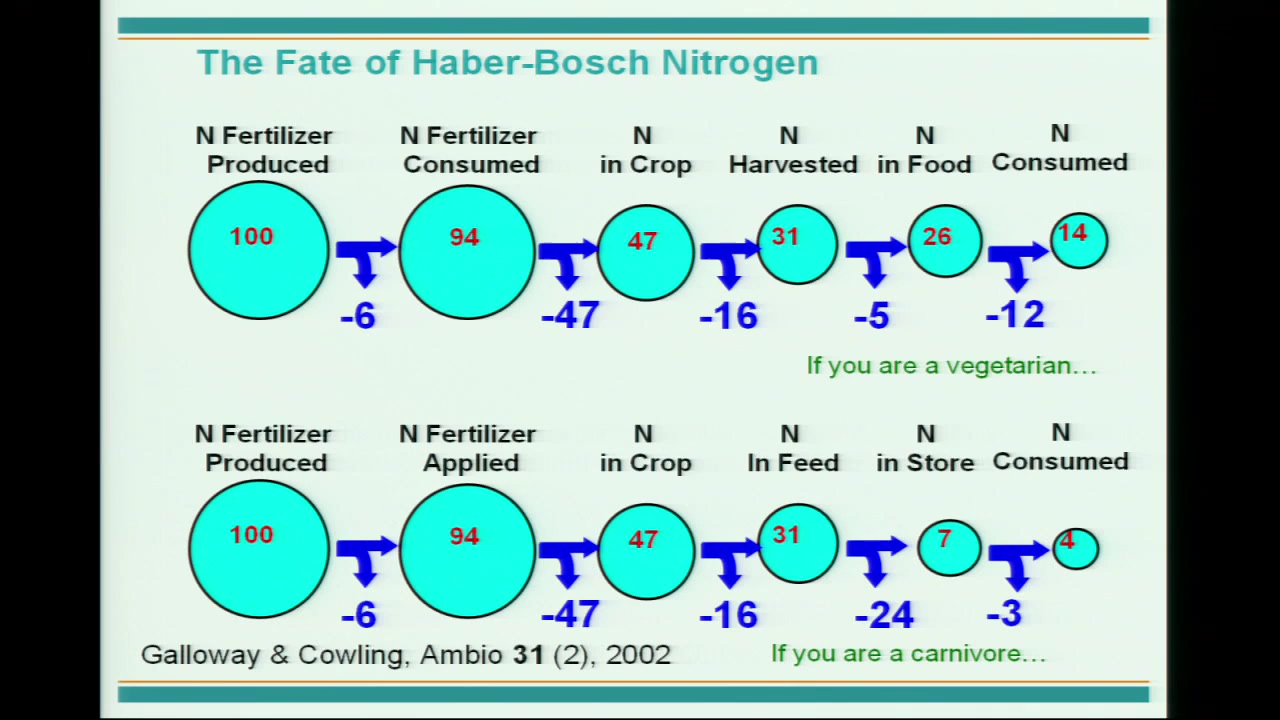 The Fate of Haber-Bosch Nitrogen
N Fertilizer Produced
N Fertilizer Consumed
N in Crop
N Harvested
N in Food
N Consumed
100
94
47
31
26
14
-6
-47
-16
-5
-12
If you are a vegetarian...
N Fertilizer Produced
N Fertilizer Applied
N in Crop
N In Feed
N in Store
N Consumed
100
94
47
31
7
4
-6
-47
-16
-24
-3
Galloway & Cowling, Ambio 31 (2), 2002
If you are a carnivore...